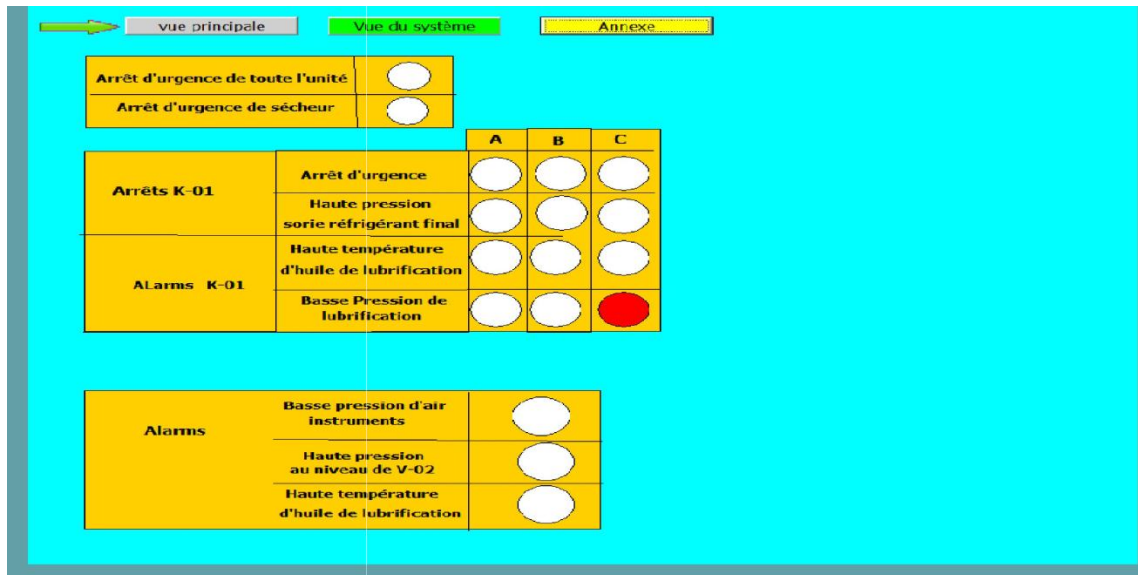 vue principale
Vue du système
Annexe
Arrêt d'urgence de toute l'unité
Arrêt d'urgence de sécheur
A B C
Arrêts K-01
Arrêt d'urgence
Haute pression
sorie réfrigérant final
ALarms K-01
Haute température
d'huile de lubrification
Basse Pression de
lubrification
Alarms
Basse pression d'air
instruments
Haute pression
au niveau de V-02
Haute température
d'huile de lubrification